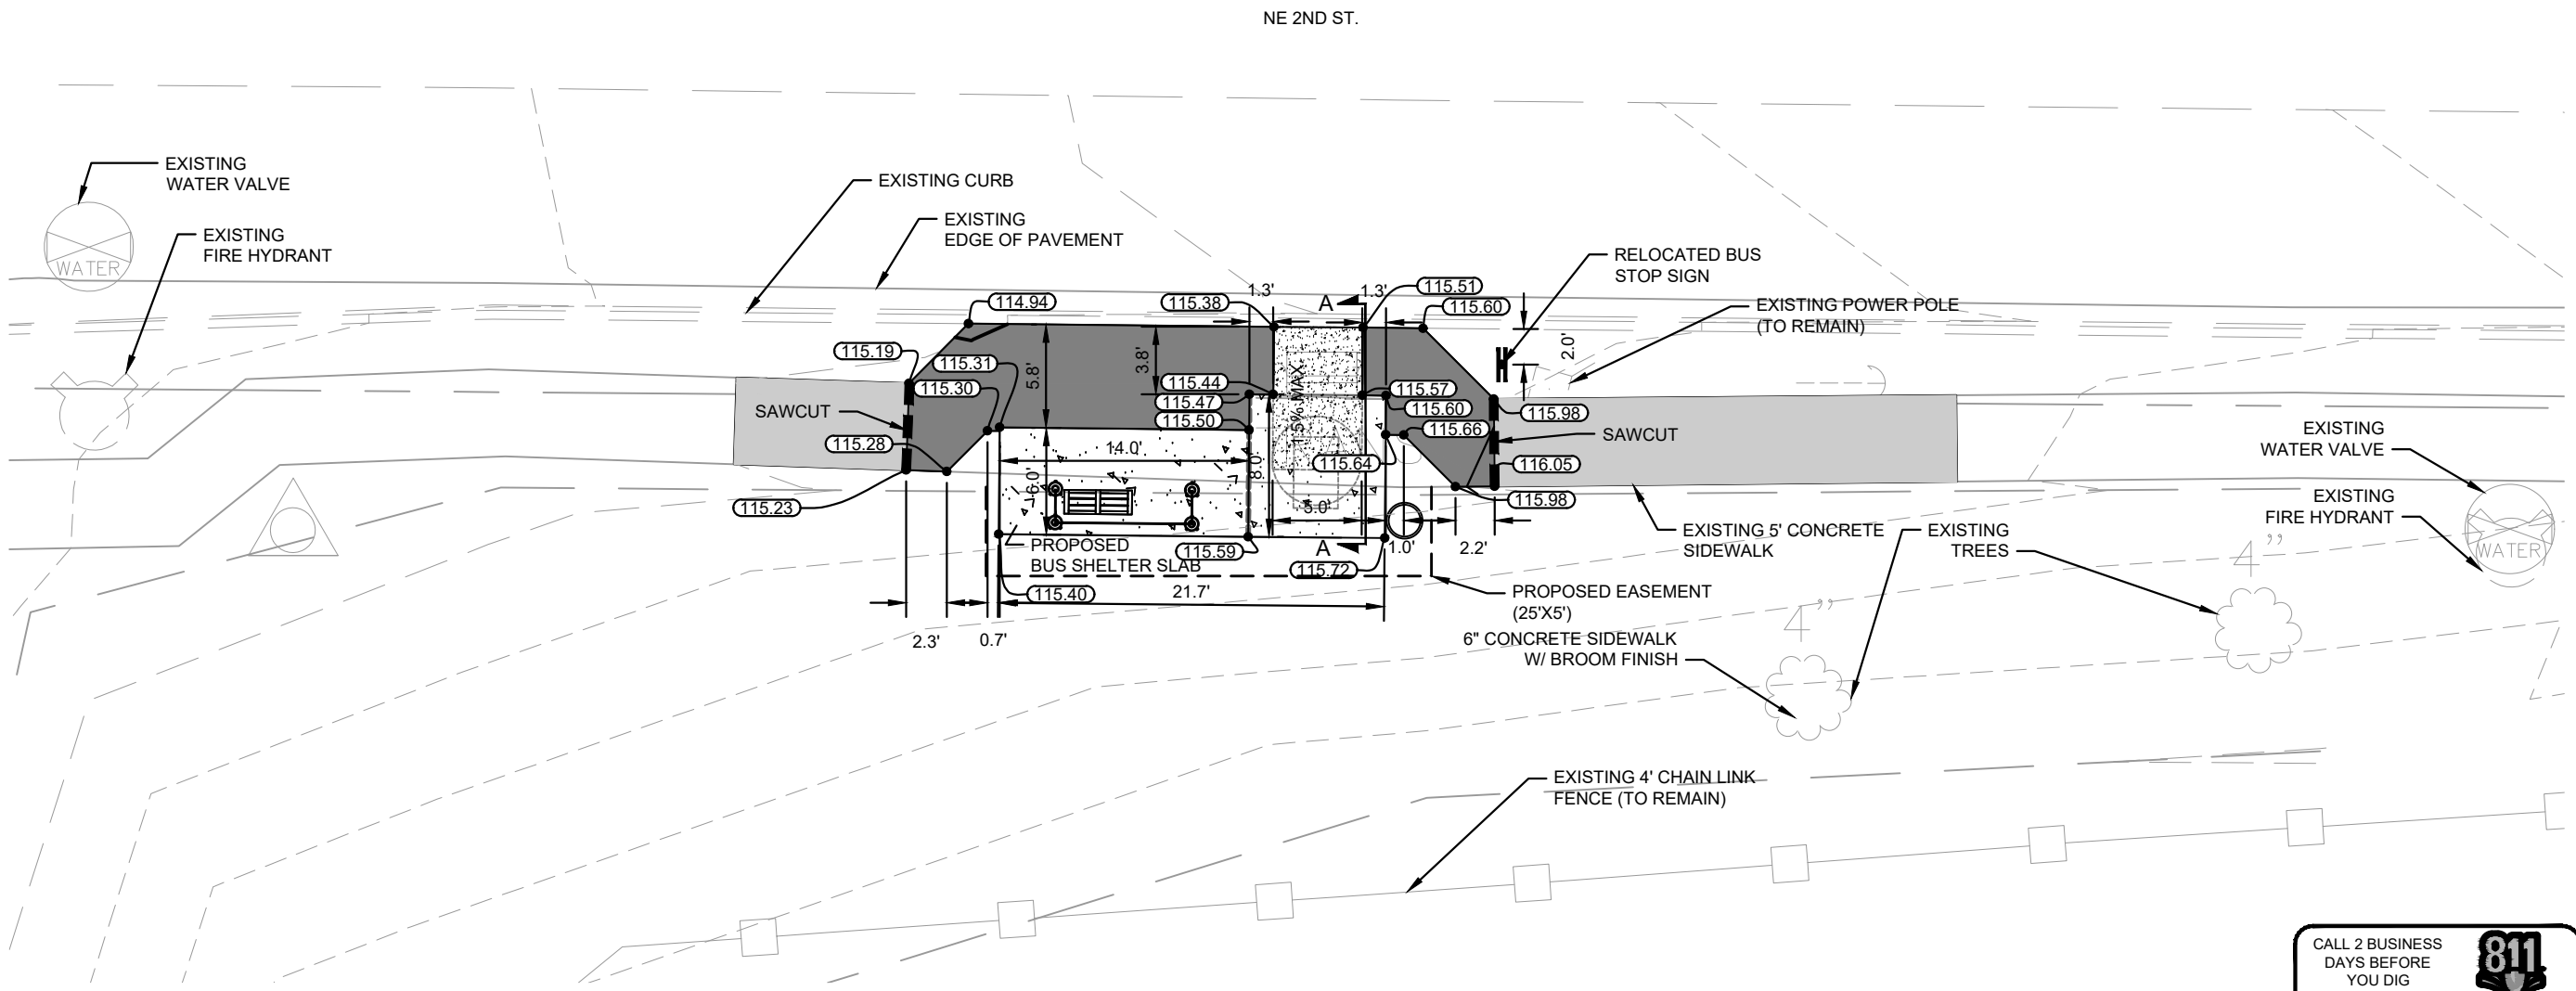 NE 2ND ST.
EXISTING
WATER VALVE
EXISTING
FIRE HYDRANT
WATER
EXISTING CURB
EXISTING
EDGE OF PAVEMENT
RELOCATED BUS
STOP SIGN
EXISTING POWER POLE
(TO REMAIN)
114.94
115.38
1.3'
A
1.3'
115.51
115.60
2.0'
115.19
115.31
115.30
5.8'
3.8'
115.44
115.47
115.50
1.5% MAX
115.57
115.60
115.66
115.98
SAWCUT
115.28
14.0'
6.0'
8.0'
115.64
SAWCUT
116.05
115.98
115.23
5.0'
PROPOSED
BUS SHELTER SLAB
115.59
A
1.0'
2.2'
115.72
115.40
21.7'
2.3'
0.7'
EXISTING 5' CONCRETE
SIDEWALK
EXISTING
TREES
EXISTING
WATER VALVE
EXISTING
FIRE HYDRANT
WATER
4"
4"
PROPOSED EASEMENT
(25'X5')
6" CONCRETE SIDEWALK
W/ BROOM FINISH
EXISTING 4' CHAIN LINK
FENCE (TO REMAIN)
CALL 2 BUSINESS
DAYS BEFORE
YOU DIG
811